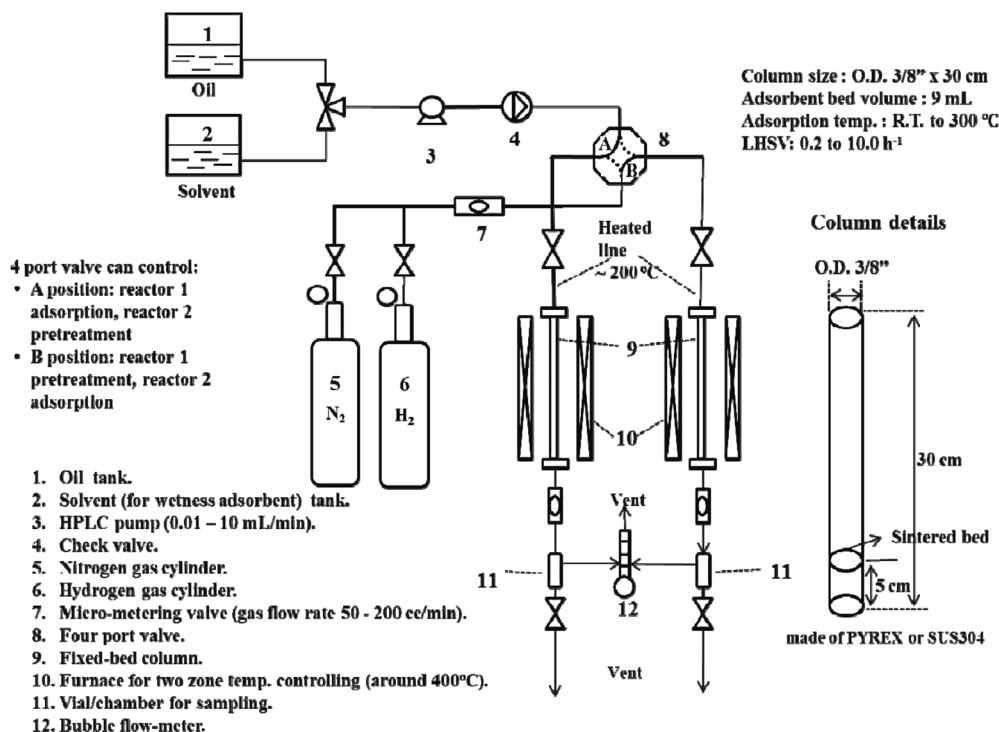 1
Oil
2
Solvent
3
4
A
B
8
Column size : O.D. 3/8” x 30 cm
Adsorbent bed volume : 9 mL
Adsorption temp. : R.T. to 300 °C
LHSV: 0.2 to 10.0 h⁻¹
7
Heated
line
~ 200 °C
4 port valve can control:
• A position: reactor 1
adsorption, reactor 2
pretreatment
• B position: reactor 1
pretreatment, reactor 2
adsorption
5
N₂
6
H₂
9
10
Vent
11
11
12
Vent
Column details
O.D. 3/8”
30 cm
Sintered bed
5 cm
made of PYREX or SUS304
1. Oil tank.
2. Solvent (for wetness adsorbent) tank.
3. HPLC pump (0.01 – 10 mL/min).
4. Check valve.
5. Nitrogen gas cylinder.
6. Hydrogen gas cylinder.
7. Micro-metering valve (gas flow rate 50 - 200 cc/min).
8. Four port valve.
9. Fixed-bed column.
10. Furnace for two zone temp. controlling (around 400°C).
11. Vial/chamber for sampling.
12. Bubble flow-meter.